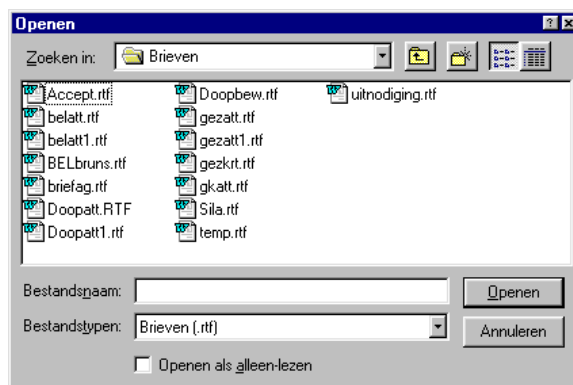 Openen
Zoeken in: Brieven
Accept.rtf Doopbew.rtf uitnodiging.rtf
belatt.rtf gezatt.rtf
belatt1.rtf gezatt1.rtf
BELbruns.rtf gezkrt.rtf
briefag.rtf gkatt.rtf
Doopatt.RTF Sila.rtf
Doopatt1.rtf temp.rtf
Bestandsnaam: Openen
Bestandstypen: Brieven (.rtf) Annuleren
Openen als alleen-lezen